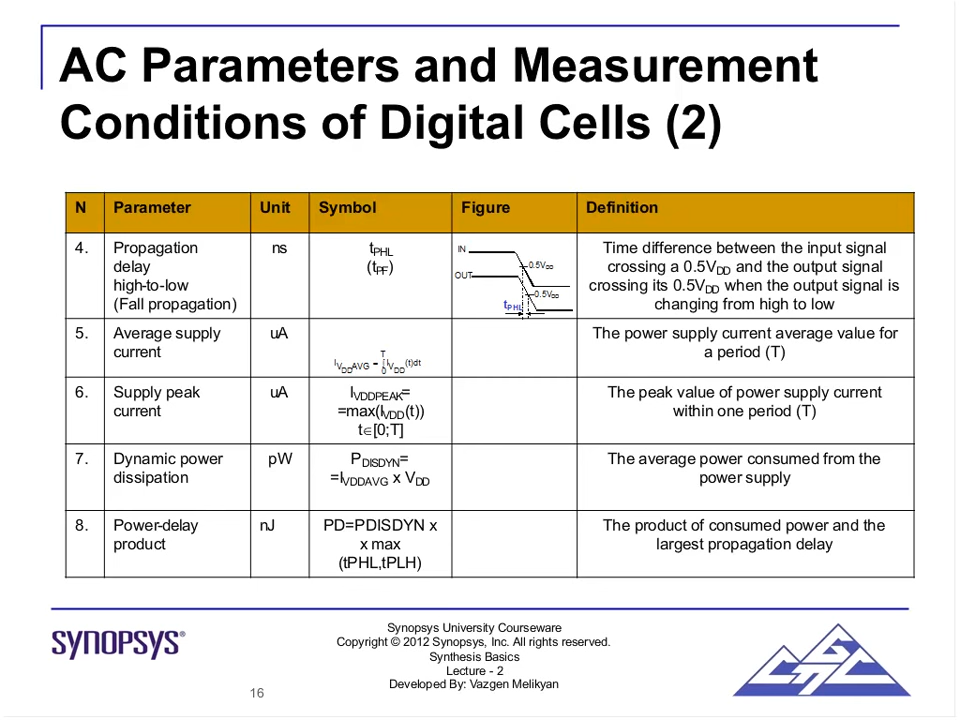 AC Parameters and Measurement
Conditions of Digital Cells (2)
N Parameter Unit Symbol Figure Definition
4. Propagation
delay
high-to-low
(Fall propagation)
ns
tPHL
(tPF)
IN
0.5VDD
OUT
0.5VDD
tPHL
Time difference between the input signal
crossing a 0.5VDD and the output signal
crossing its 0.5VDD when the output signal is
changing from high to low
5. Average supply
current
uA
IVDDAVG = ∫0T IVDD(t)dt
The power supply current average value for
a period (T)
6. Supply peak
current
uA
IVDDPEAK=
=max(IVDD(t))
t∈[0;T]
The peak value of power supply current
within one period (T)
7. Dynamic power
dissipation
pW
PDISDYN=
=IVDDAVG x VDD
The average power consumed from the
power supply
8. Power-delay
product
nJ
PD=PDISDYN x
x max
(tPHL,tPLH)
The product of consumed power and the
largest propagation delay
SYNOPSYS®
Synopsys University Courseware
Copyright © 2012 Synopsys, Inc. All rights reserved.
Synthesis Basics
Lecture - 2
Developed By: Vazgen Melikyan
16